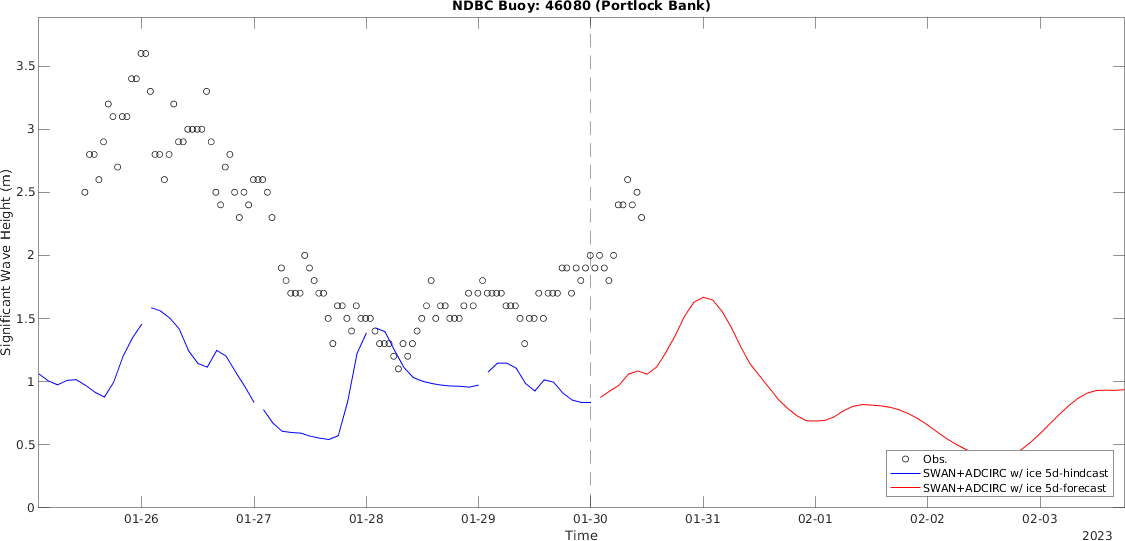 NDBC Buoy: 46080 (Portlock Bank)
Significant Wave Height (m)
3.5
3
2.5
2
1.5
1
0.5
0
01-26 01-27 01-28 01-29 01-30 01-31 02-01 02-02 02-03
Time
2023
Obs.
SWAN+ADCIRC w/ ice 5d-hindcast
SWAN+ADCIRC w/ ice 5d-forecast